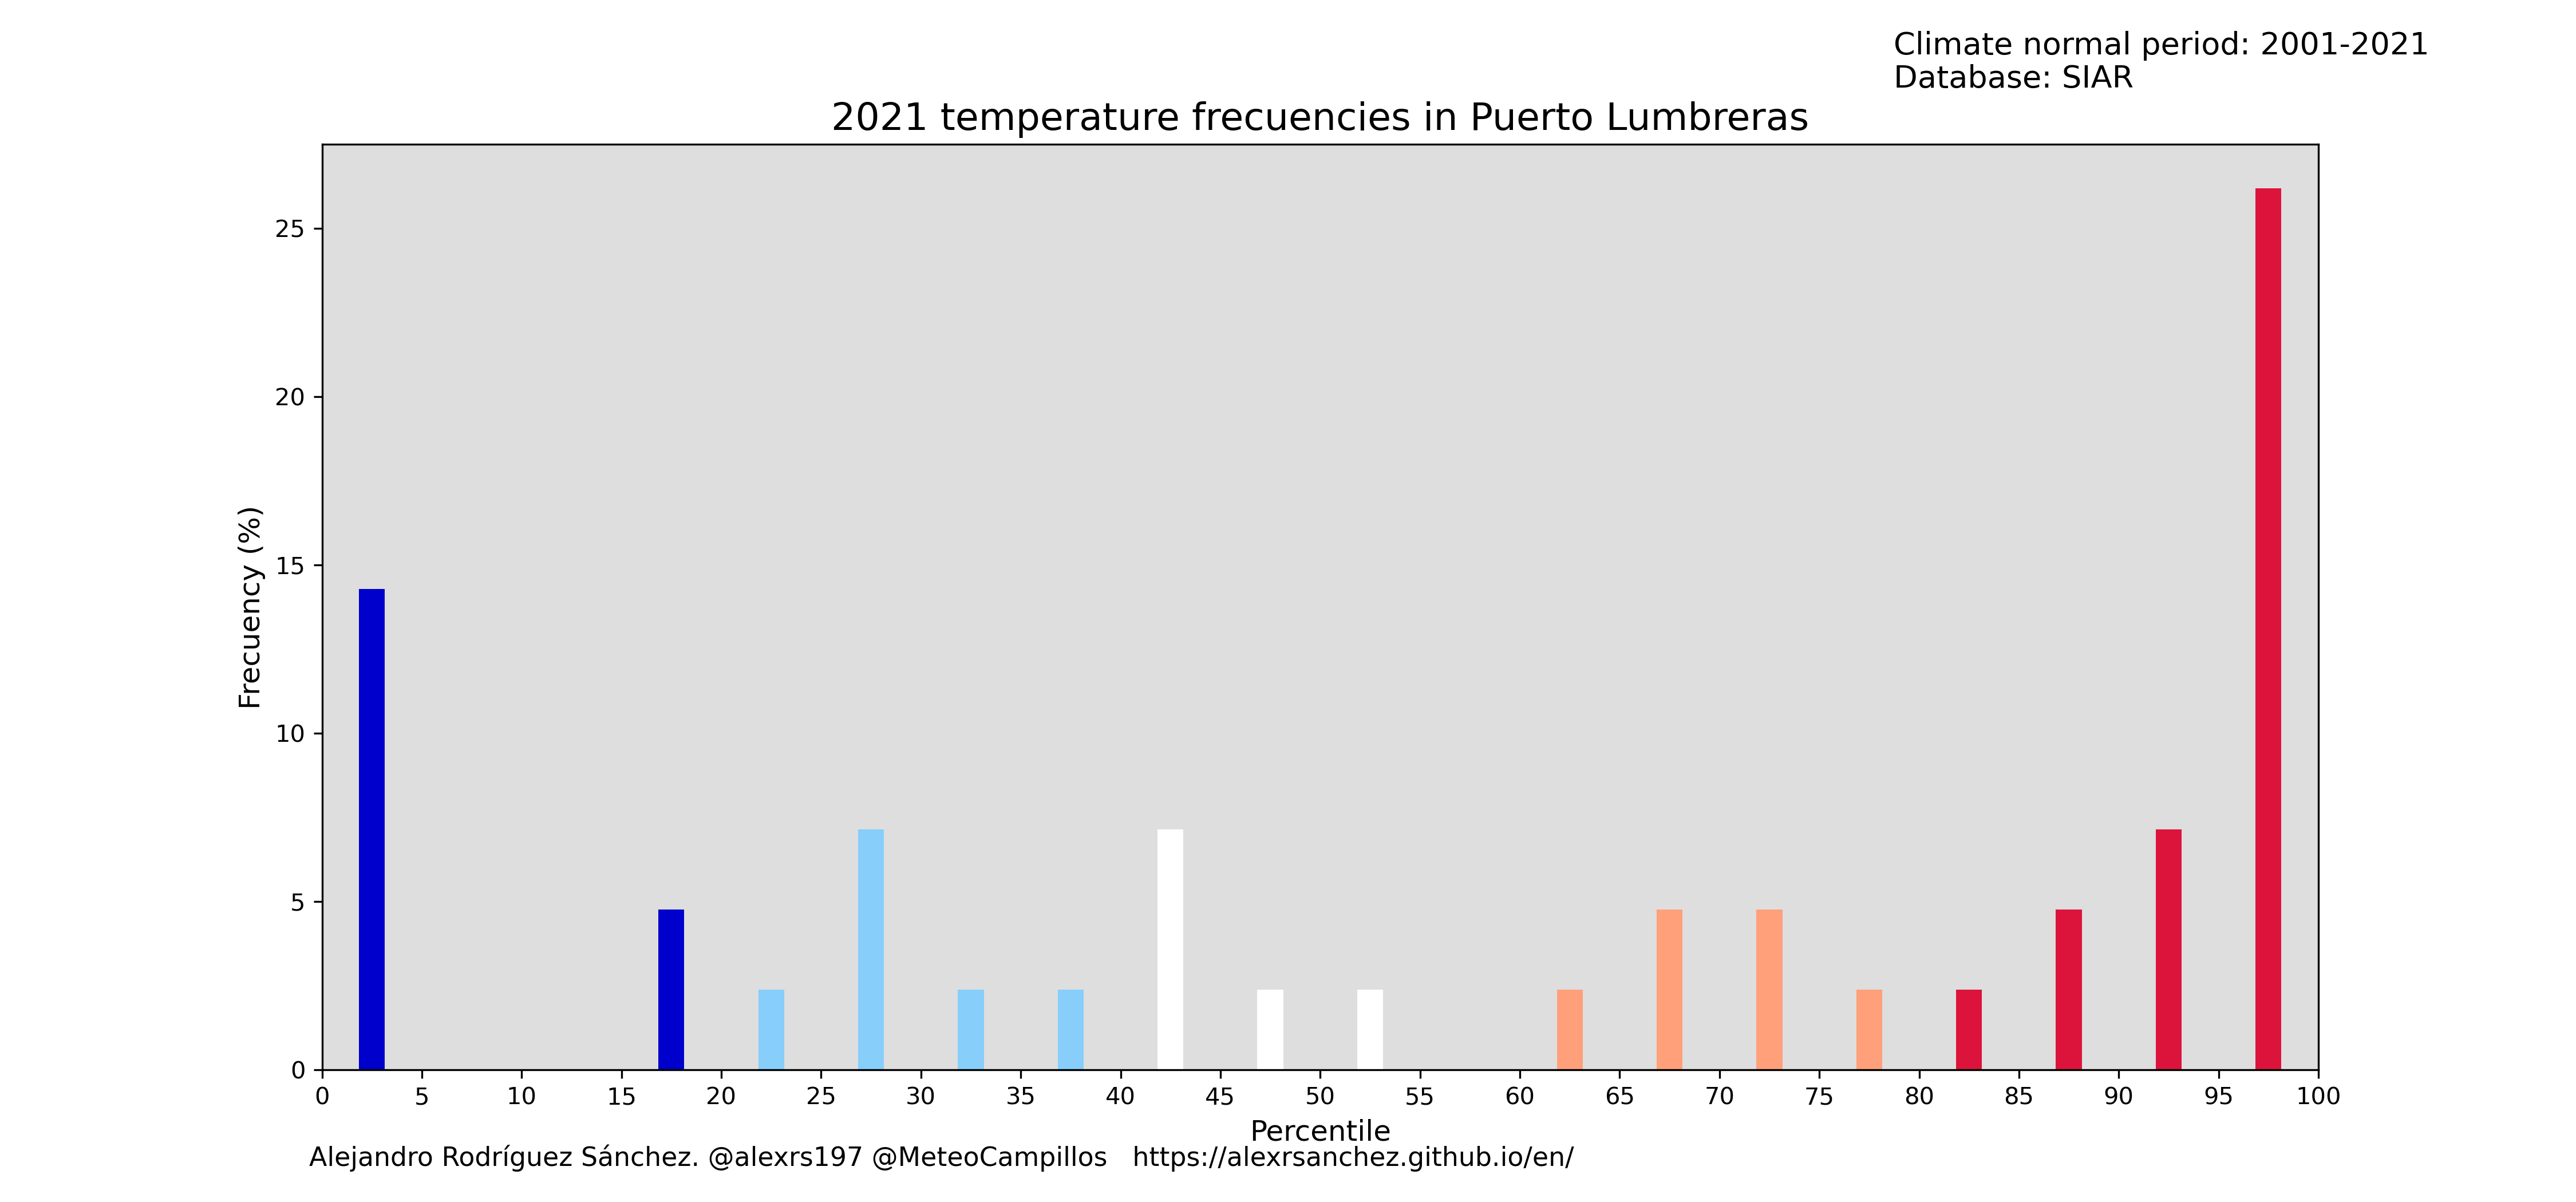 Climate normal period: 2001-2021
Database: SIAR
2021 temperature frecuencies in Puerto Lumbreras
25
20
15
10
5
0
Frecuency (%)
0 5 10 15 20 25 30 35 40 45 50 55 60 65 70 75 80 85 90 95 100
Percentile
Alejandro Rodríguez Sánchez. @alexrs197 @MeteoCampillos https://alexrsanchez.github.io/en/